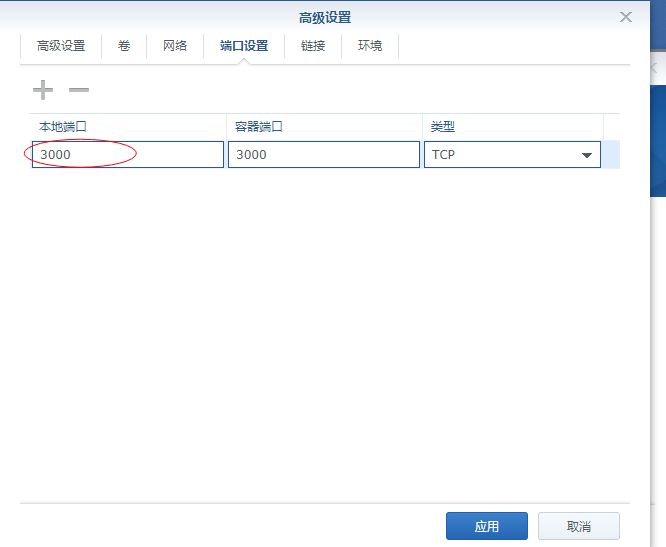 高级设置
高级设置 卷 网络 端口设置 链接 环境
本地端口 容器端口 类型
3000 3000 TCP
应用 取消